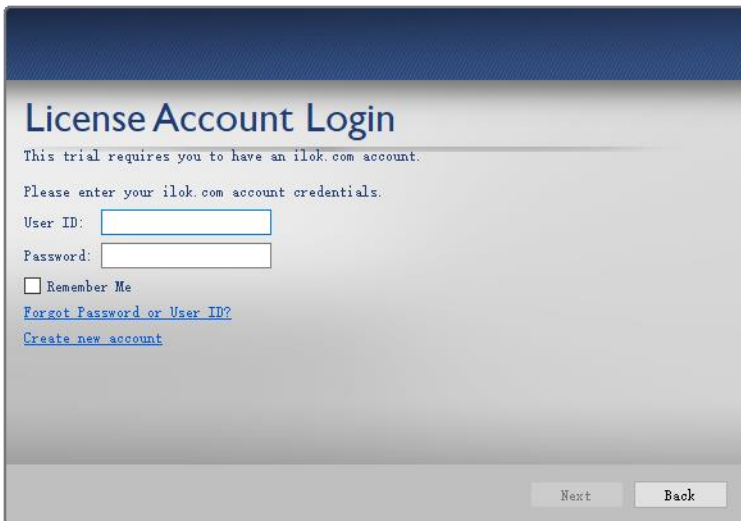 License Account Login
This trial requires you to have an ilok.com account.
Please enter your ilok.com account credentials.
User ID:
Password:
Remember Me
Forgot Password or User ID?
Create new account
Next
Back